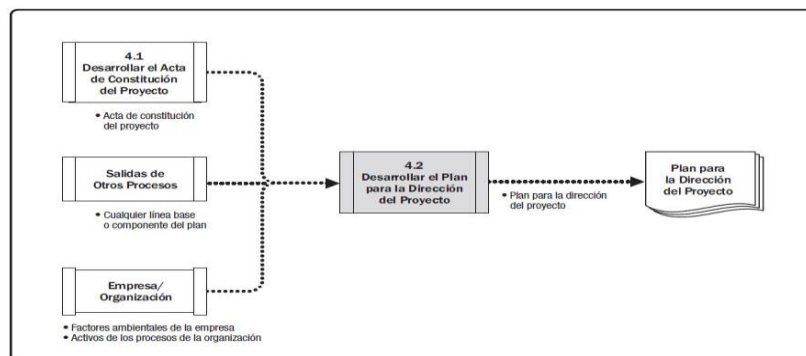 4.1
Desarrollar el Acta
de Constitución
del Proyecto
• Acta de constitución
del proyecto
Salidas de
Otros Procesos
• Cualquier línea base
o componente del plan
Empresa/
Organización
• Factores ambientales de la empresa
• Activos de los procesos de la organización
4.2
Desarrollar el Plan
para la Dirección
del Proyecto
• Plan para la dirección
del proyecto
Plan para
la Dirección
del Proyecto